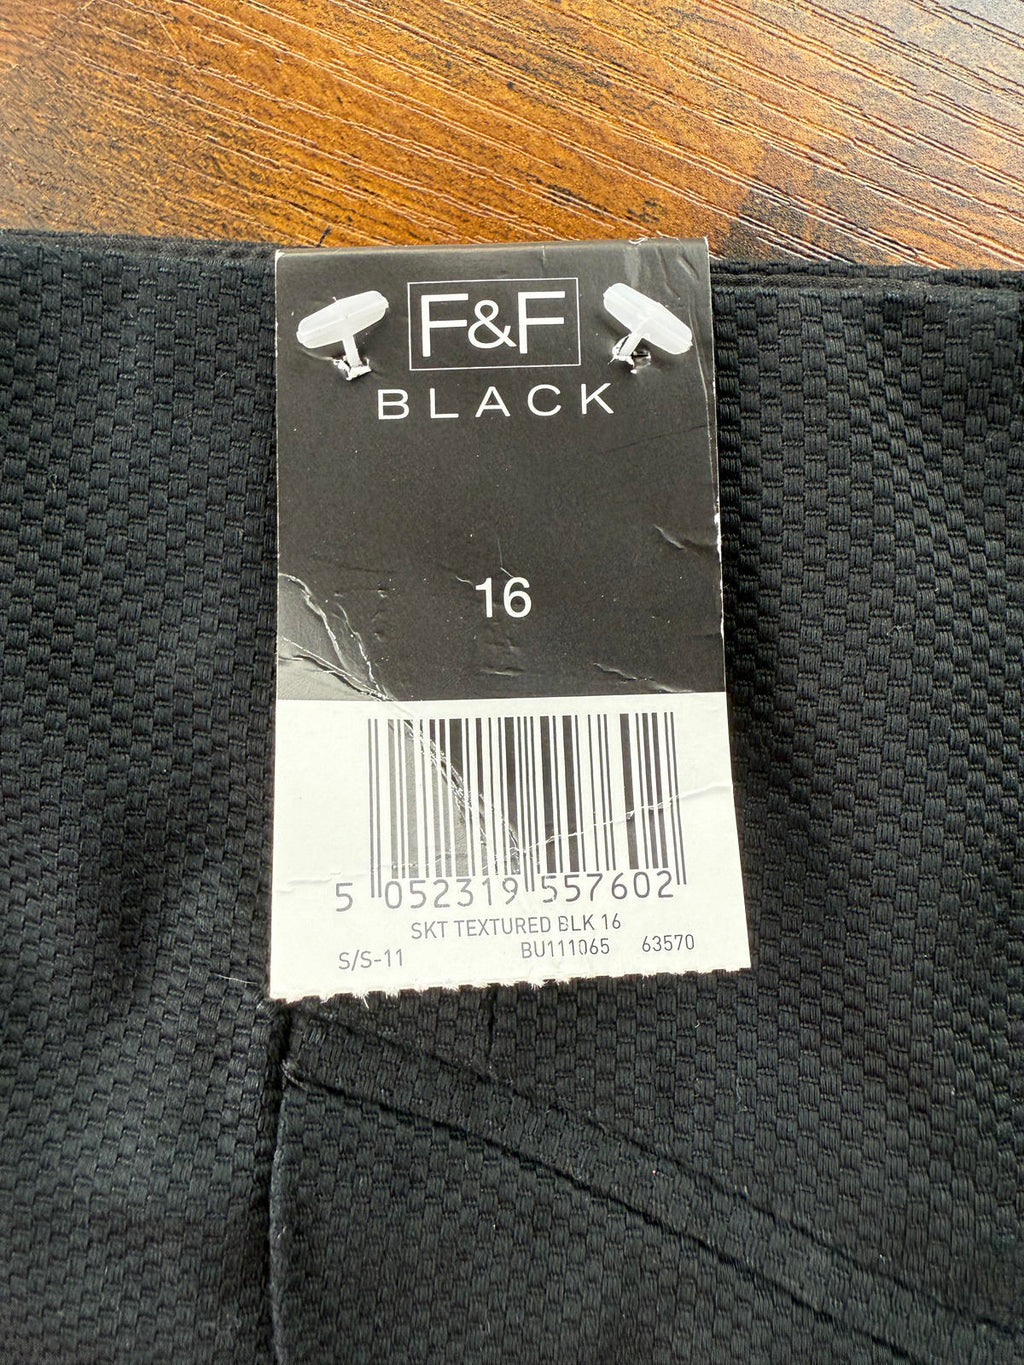 F&F
BLACK
16
5 052319 557602
SKT TEXTURED BLK 16
S/S-11 BU111065 63570